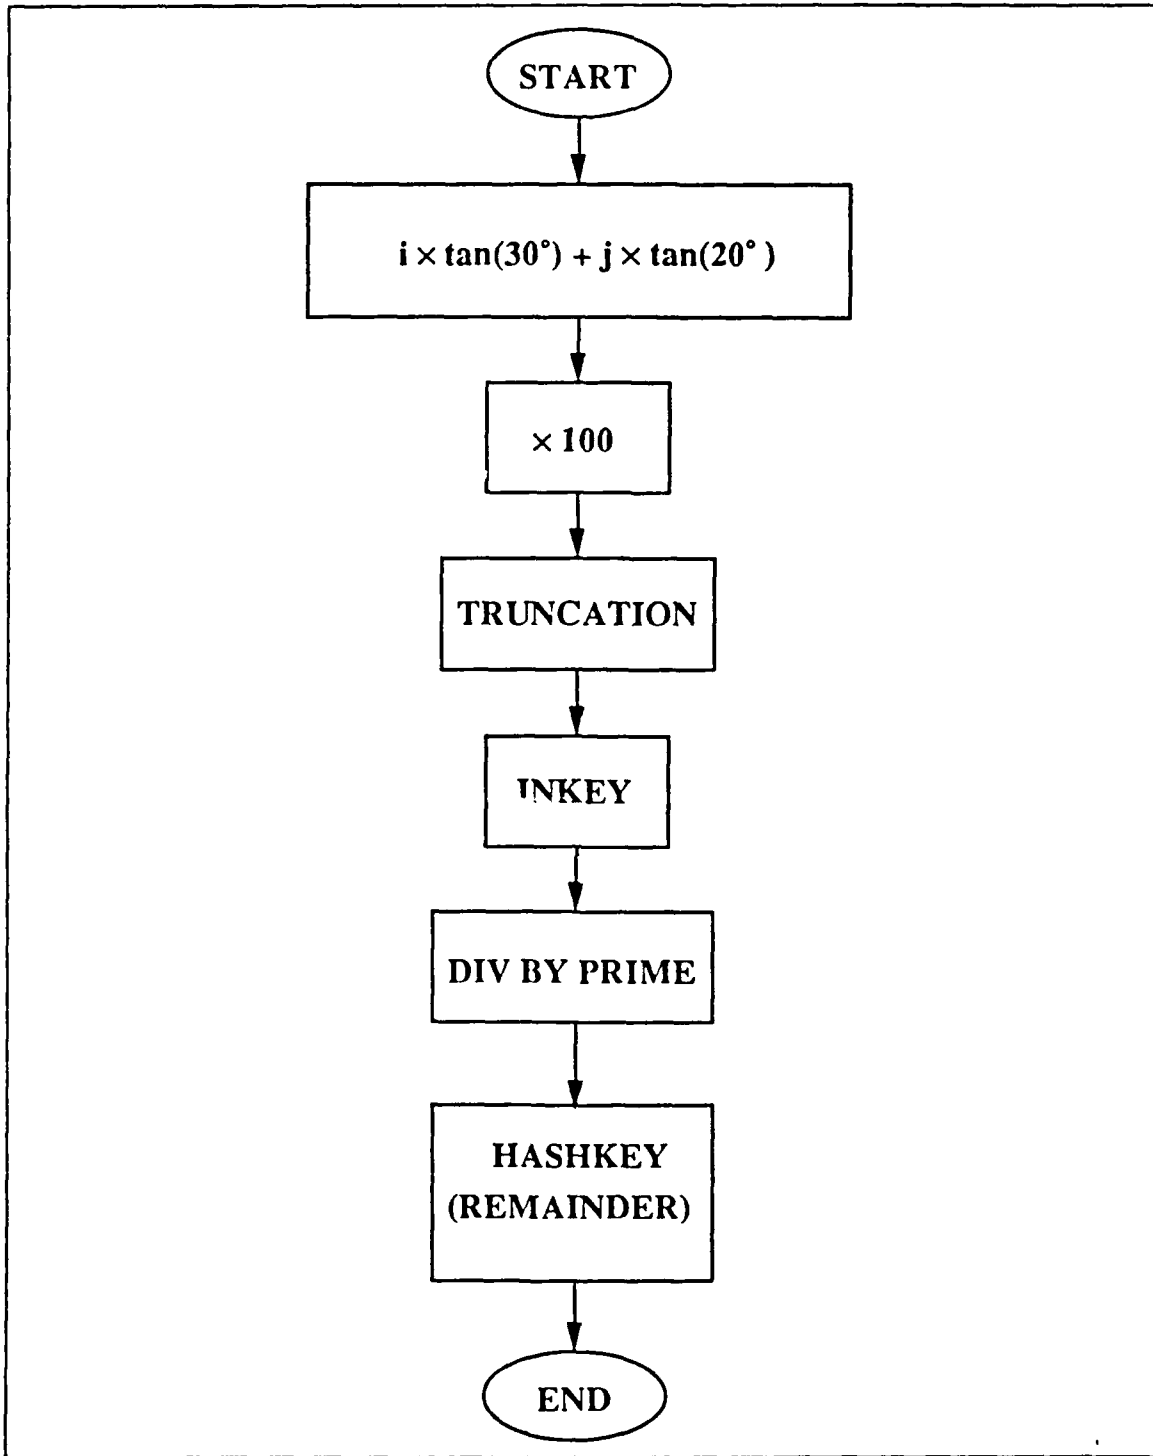 START
i × tan(30°) + j × tan(20°)
× 100
TRUNCATION
INKEY
DIV BY PRIME
HASHKEY
(REMAINDER)
END